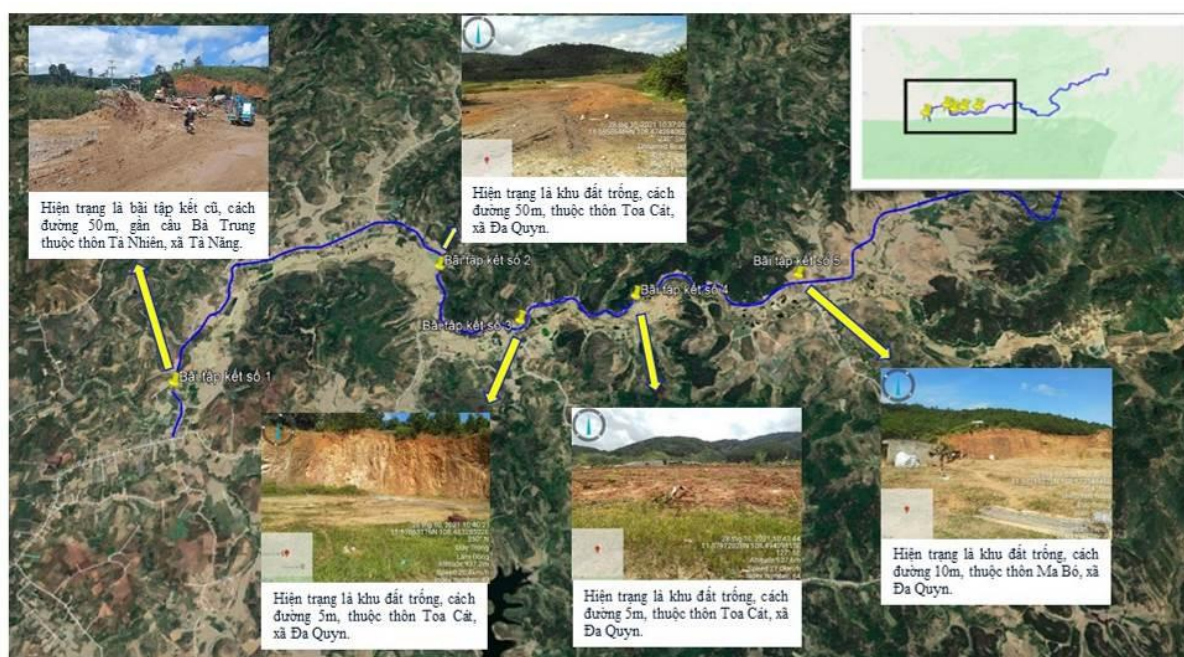 Hiện trạng là bãi tập kết cũ, cách
đường 50m, gần cầu Bà Trung
thuộc thôn Tà Nhiên, xã Tà Năng.
Hiện trạng là khu đất trống, cách
đường 50m, thuộc thôn Toa Cát,
xã Đa Quyn.
Bãi tập kết số 1
Bãi tập kết số 2
Bãi tập kết số 3
Bãi tập kết số 4
Bãi tập kết số 5
Hiện trạng là khu đất trống, cách
đường 5m, thuộc thôn Toa Cát,
xã Đa Quyn.
Hiện trạng là khu đất trống, cách
đường 5m, thuộc thôn Toa Cát,
xã Đa Quyn.
Hiện trạng là khu đất trống, cách
đường 10m, thuộc thôn Ma Bó, xã
Đa Quyn.